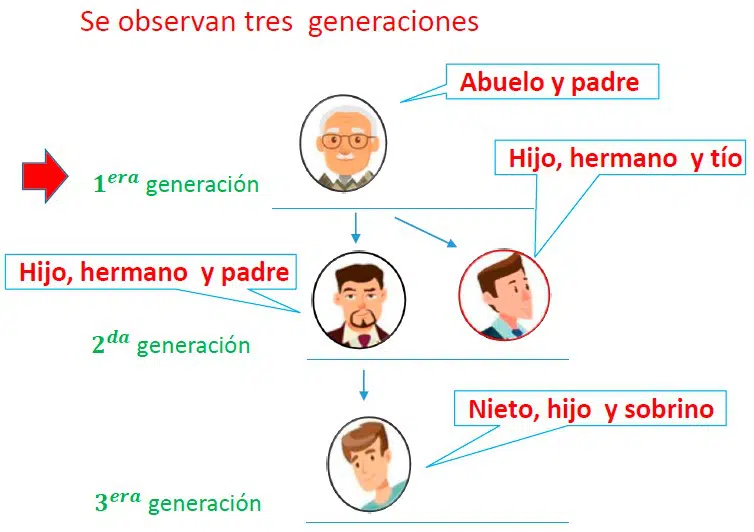 Se observan tres generaciones
Abuelo y padre
Hijo, hermano y tío
1era generación
Hijo, hermano y padre
2da generación
Nieto, hijo y sobrino
3era generación